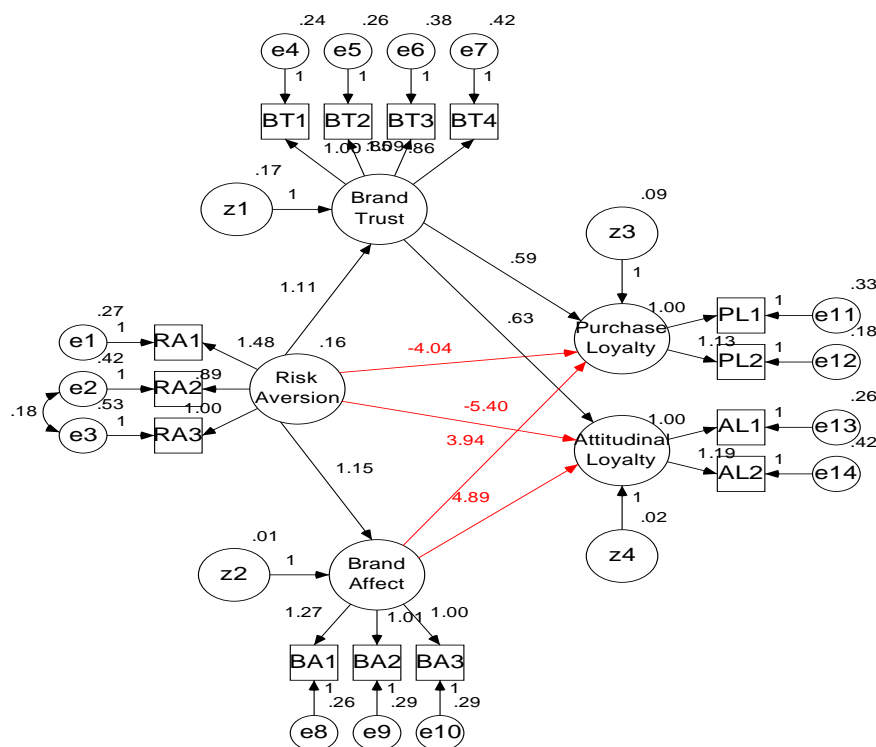 .24 .26 .38 .42
e4 e5 e6 e7
1 1 1 1
BT1 BT2 BT3 BT4
1.00 .86
.17
z1
1
Brand
Trust
.09
z3
1
.59
1.11
.63
.27
e1
1
RA1
1.48
.42
e2
1
RA2
.89
.18
.53
e3
1
RA3
1.00
.16
Risk
Aversion
-4.04
-5.40
3.94
4.89
1.15
Purchase
Loyalty
1.00
PL1
1
e11
.33
1.13
PL2
1
e12
.18
Attitudinal
Loyalty
1.00
AL1
1
e13
.26
1.19
AL2
1
e14
.42
1
.02
z4
.01
z2
1
Brand
Affect
1.27 1.01 1.00
BA1 BA2 BA3
1 1 1
.26 .29 .29
e8 e9 e10